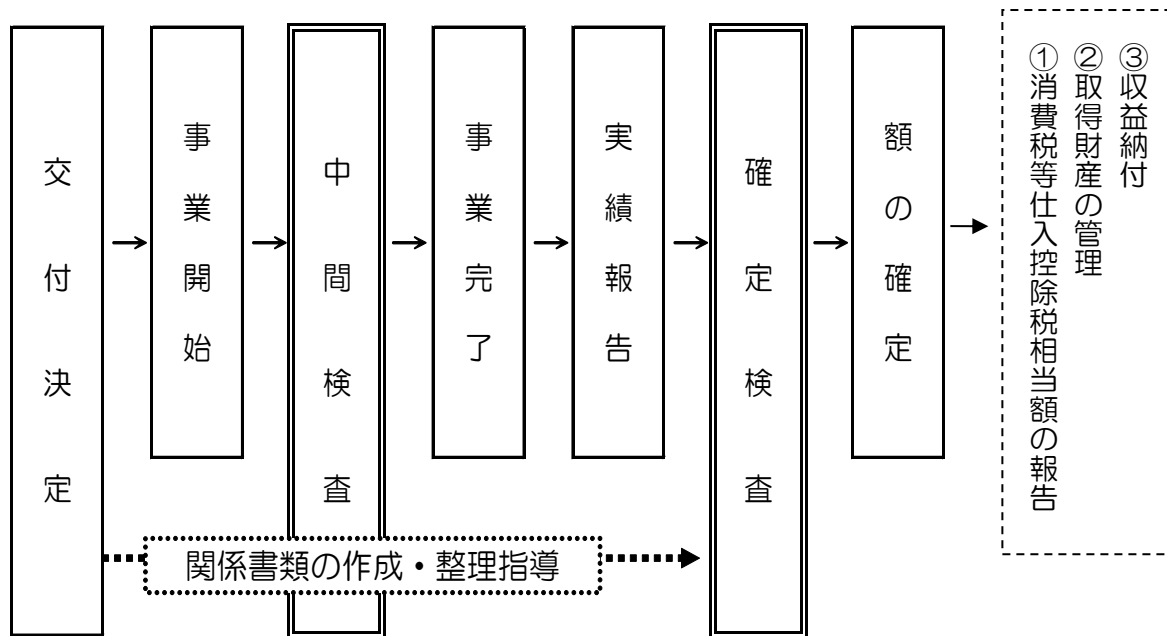 交付決定
事業開始
中間検査
事業完了
実績報告
確定検査
額の確定
③収益納付
②取得財産の管理
①消費税等仕入控除税相当額の報告
関係書類の作成・整理指導